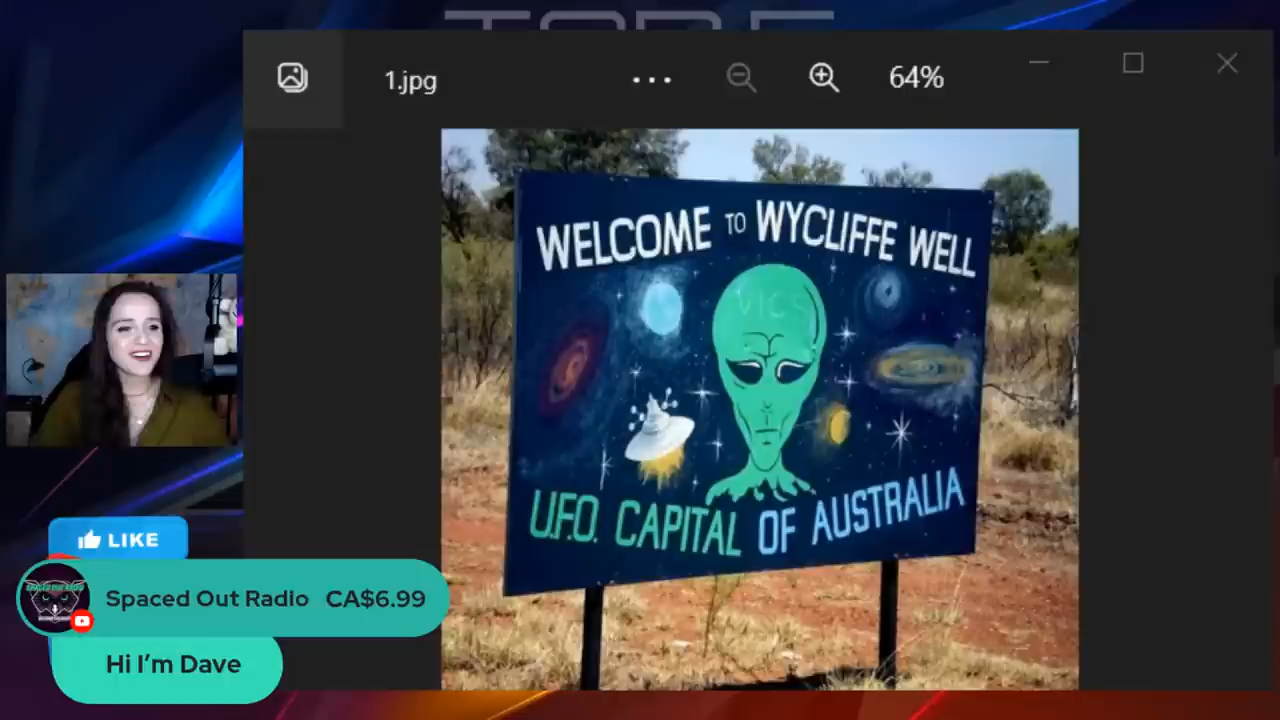 1.jpg
64%
WELCOME TO WYCLIFFE WELL
VICS
U.F.O. CAPITAL OF AUSTRALIA
LIKE
Spaced Out Radio CA$6.99
Hi I'm Dave